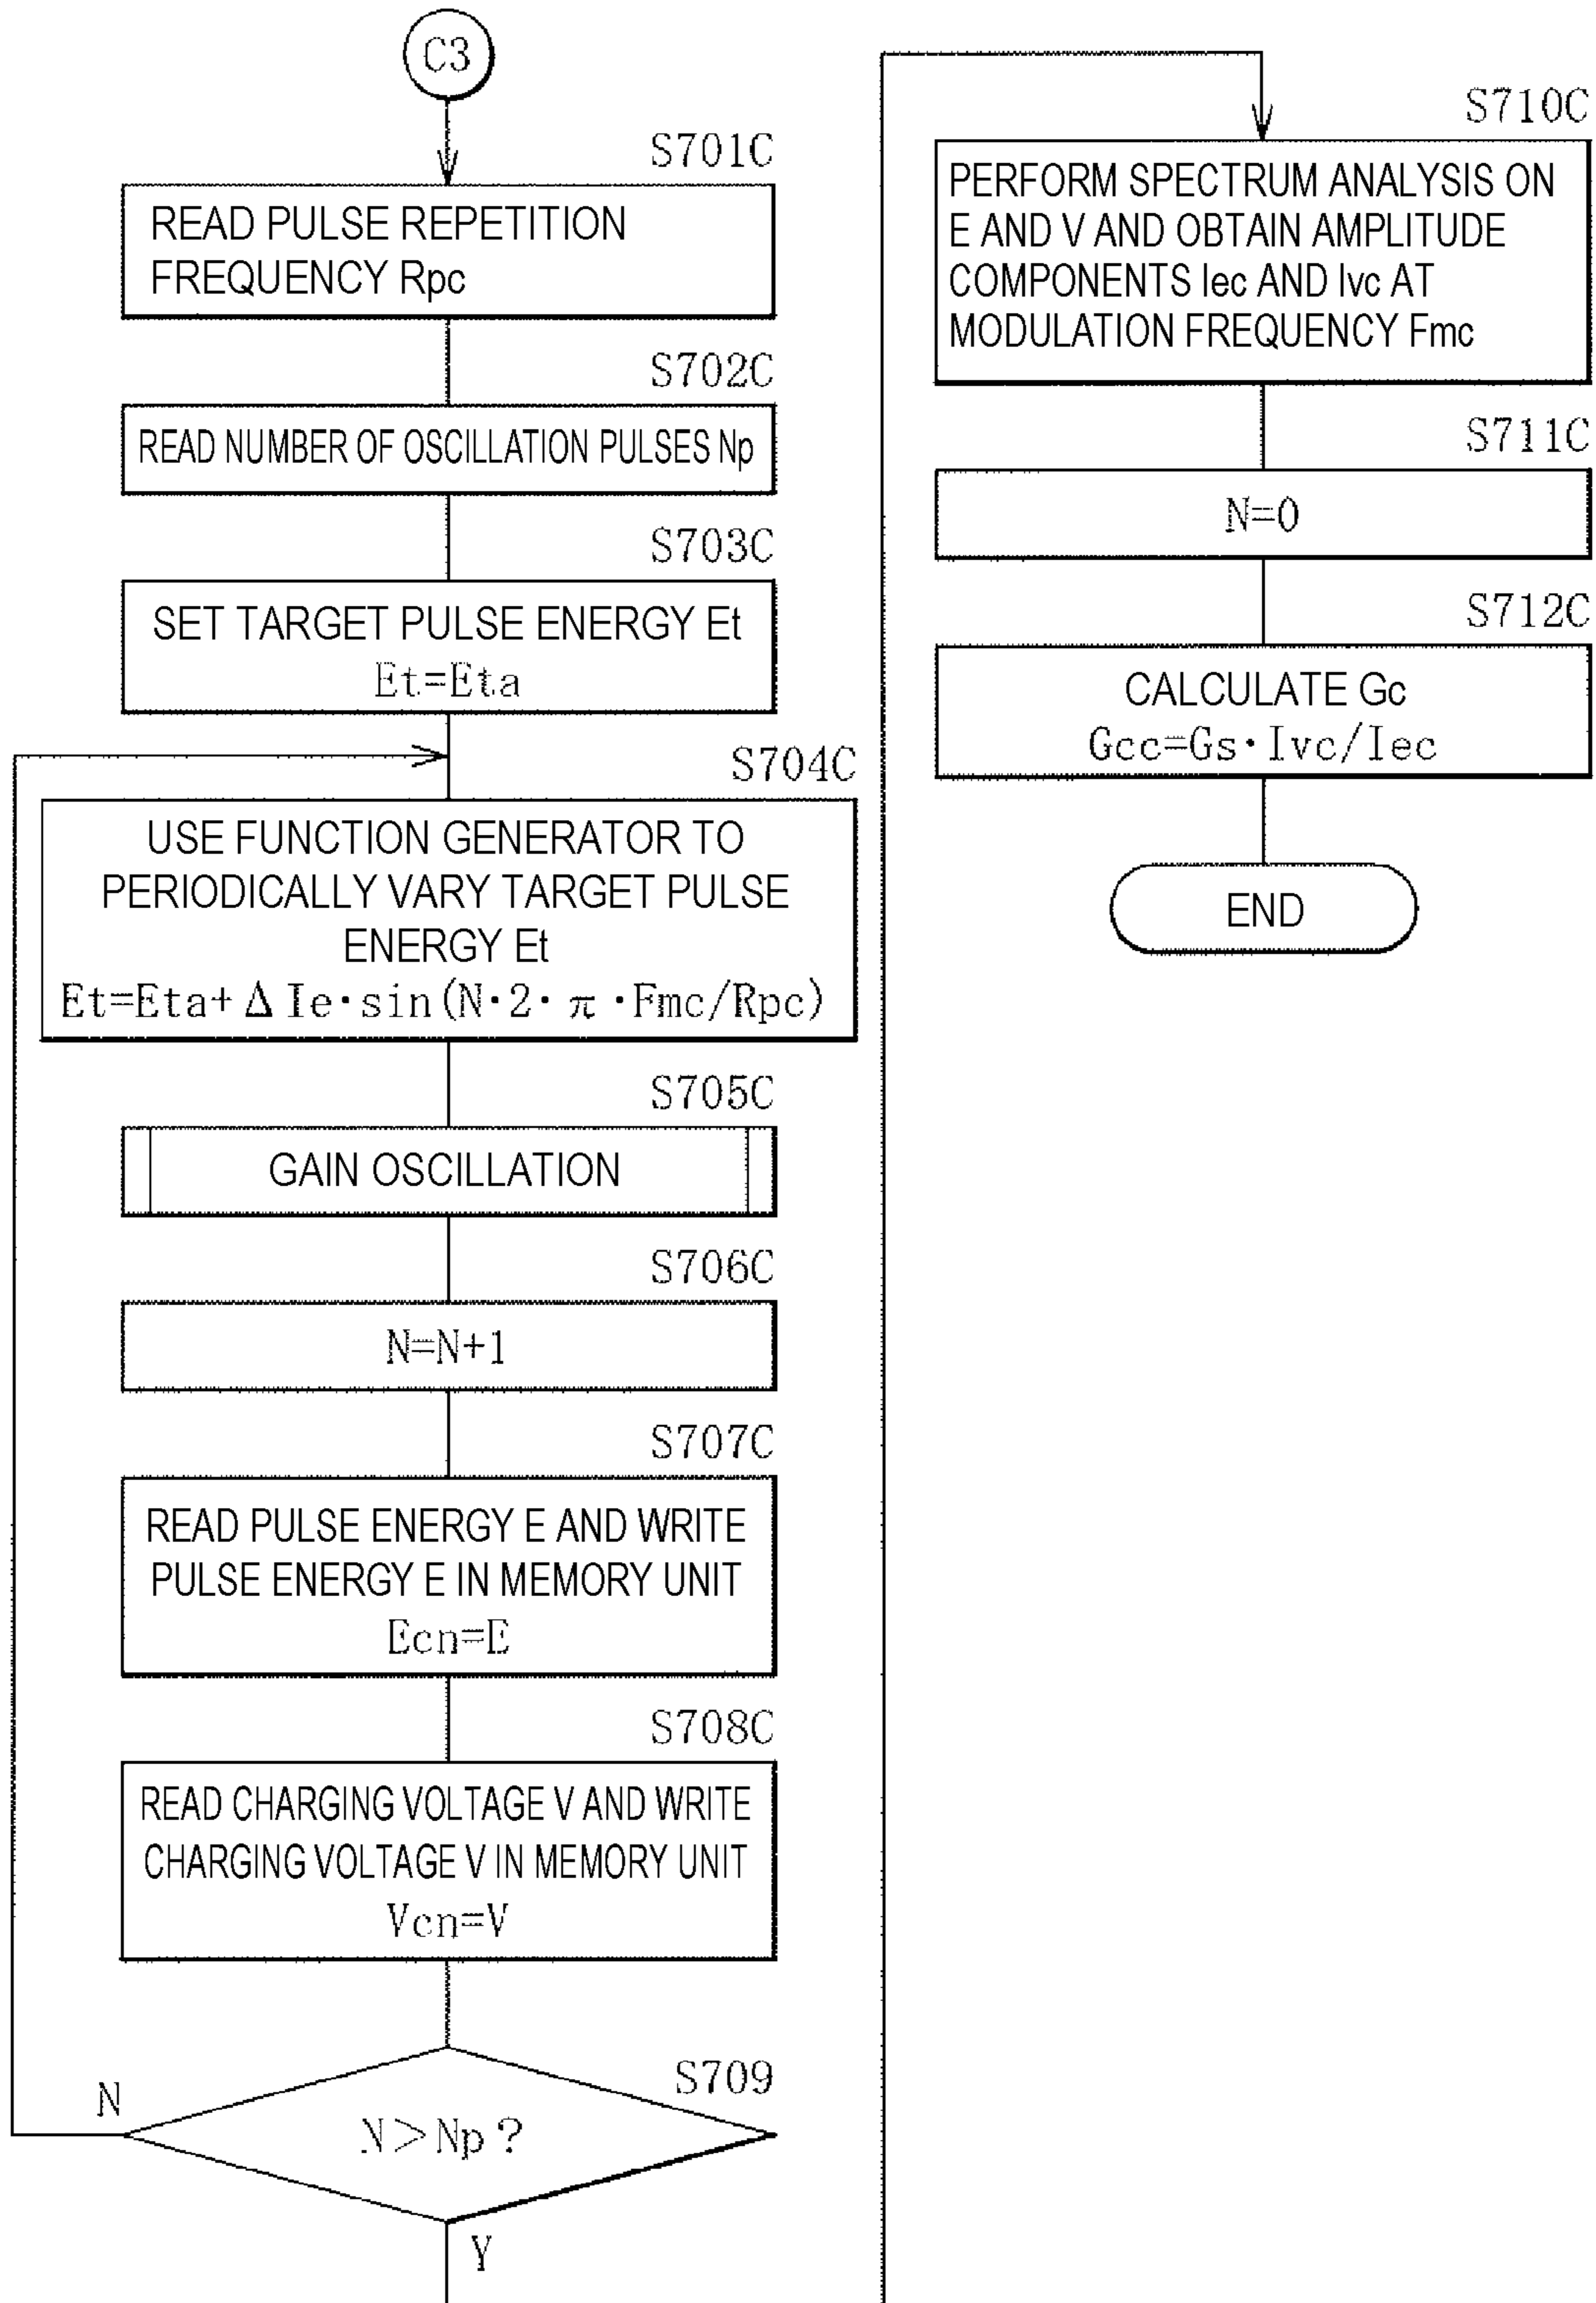 C3
S701C
READ PULSE REPETITION
FREQUENCY Rpc
S702C
READ NUMBER OF OSCILLATION PULSES Np
S703C
SET TARGET PULSE ENERGY Et
Et=Eta
S704C
USE FUNCTION GENERATOR TO
PERIODICALLY VARY TARGET PULSE
ENERGY Et
Et=Eta+ΔIe·sin(N·2·π·Fmc/Rpc)
S705C
GAIN OSCILLATION
S706C
N=N+1
S707C
READ PULSE ENERGY E AND WRITE
PULSE ENERGY E IN MEMORY UNIT
Ecn=E
S708C
READ CHARGING VOLTAGE V AND WRITE
CHARGING VOLTAGE V IN MEMORY UNIT
Vcn=V
S709
N>Np?
N
Y
S710C
PERFORM SPECTRUM ANALYSIS ON
E AND V AND OBTAIN AMPLITUDE
COMPONENTS Iec AND Ivc AT
MODULATION FREQUENCY Fmc
S711C
N=0
S712C
CALCULATE Gc
Gcc=Gs·Ivc/Iec
END